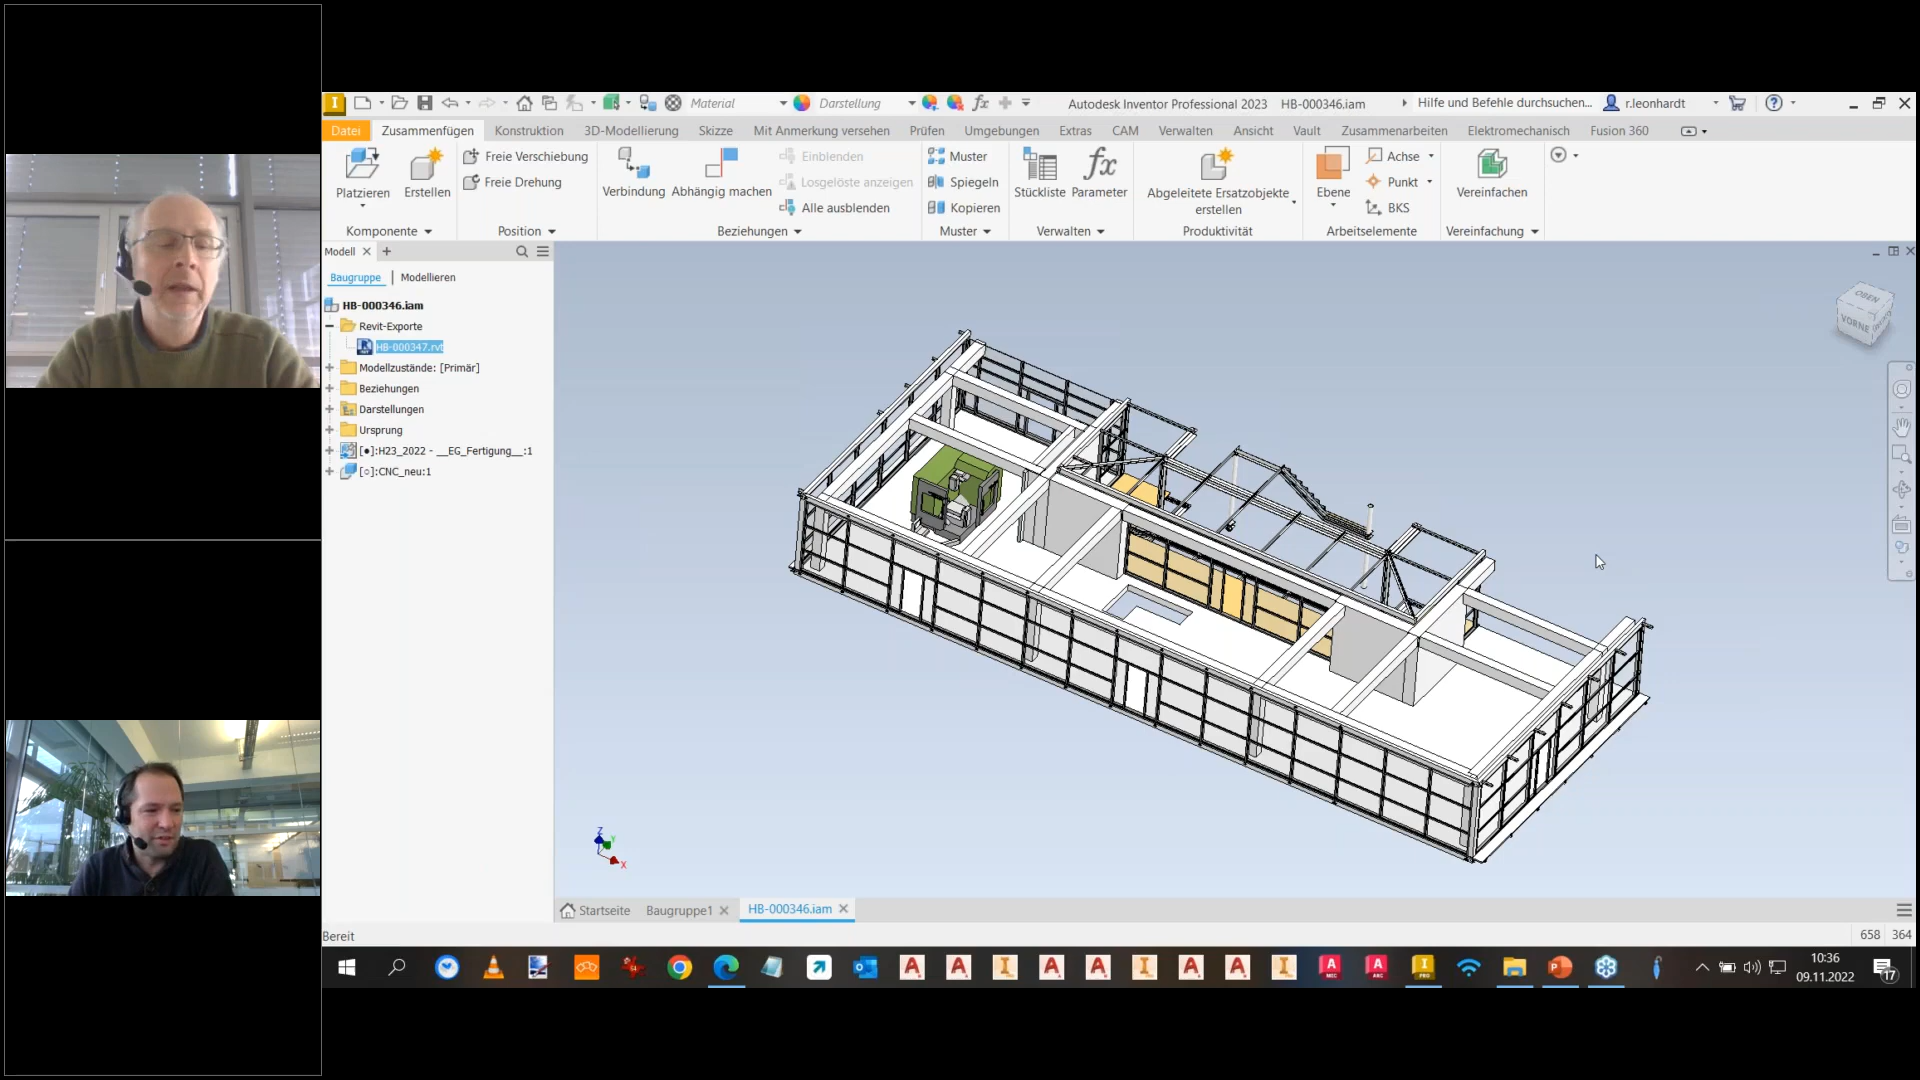 Material
Darstellung
Autodesk Inventor Professional 2023 HB-000346.iam
Hilfe und Befehle durchsuchen...
r.leonhardt
Datei
Zusammenfügen
Konstruktion
3D-Modellierung
Skizze
Mit Anmerkung versehen
Prüfen
Umgebungen
Extras
CAM
Verwalten
Ansicht
Vault
Zusammenarbeiten
Elektromechanisch
Fusion 360
Platzieren
Erstellen
Freie Verschiebung
Freie Drehung
Verbindung
Abhängig machen
Einblenden
Losgelöste anzeigen
Alle ausblenden
Muster
Spiegeln
Kopieren
Stückliste
fx
Parameter
Abgeleitete Ersatzobjekte
erstellen
Ebene
Achse
Punkt
BKS
Vereinfachen
Komponente
Position
Beziehungen
Muster
Verwalten
Produktivität
Arbeitselemente
Vereinfachung
Modell
Baugruppe | Modellieren
HB-000346.iam
Revit-Exporte
HB-000347.rvt
Modellzustände: [Primär]
Beziehungen
Darstellungen
Ursprung
[●]:H23_2022 - __EG_Fertigung__:1
[○]:CNC_neu:1
OBEN
VORNE
Z
Y
X
Startseite
Baugruppe1
HB-000346.iam
Bereit
658 364
10:36
09.11.2022
17